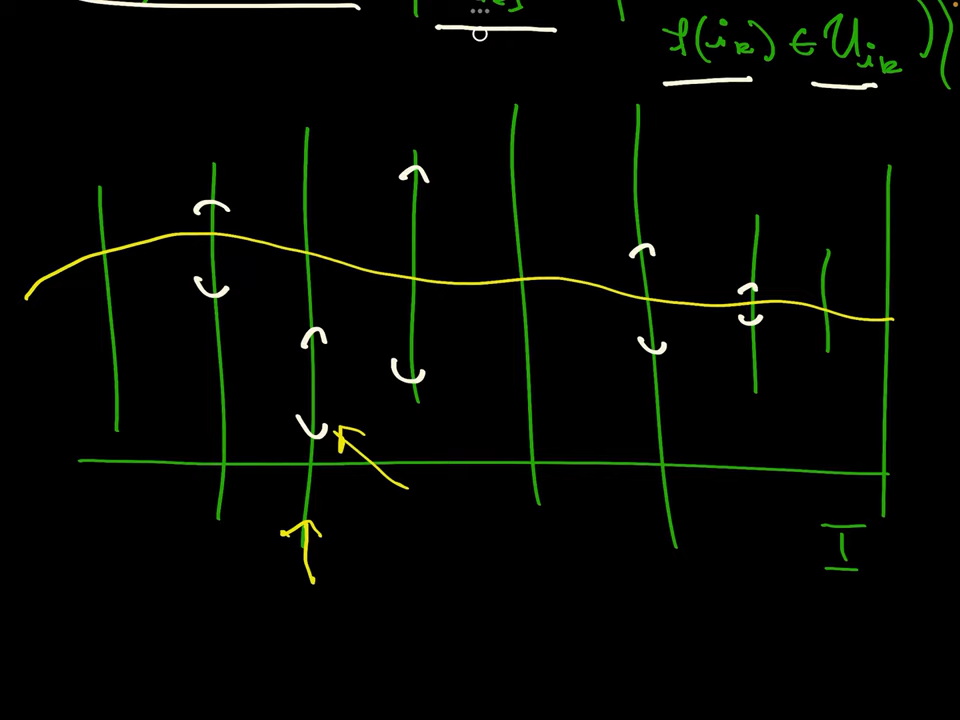 f(i_k) ∈ U_{i_k} ) )
I